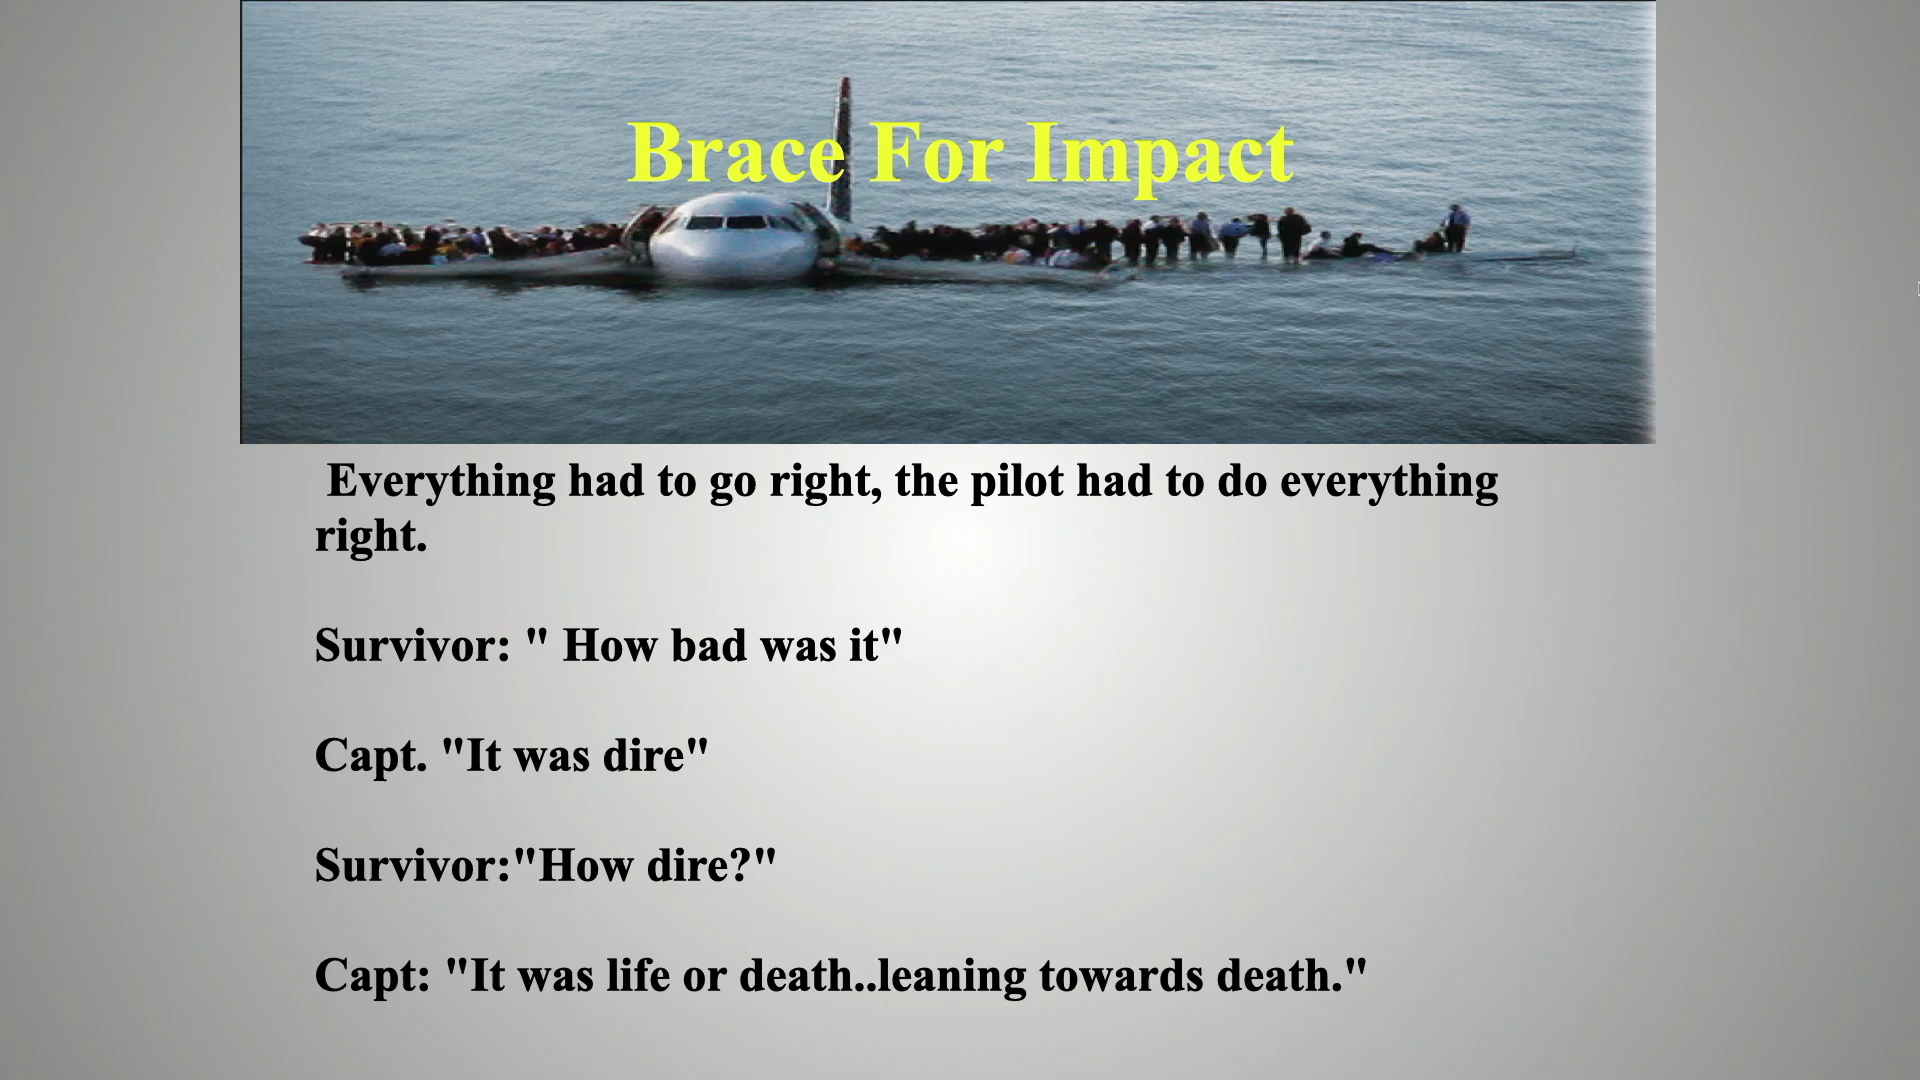 Brace For Impact
Everything had to go right, the pilot had to do everything
right.
Survivor: " How bad was it"
Capt. "It was dire"
Survivor:"How dire?"
Capt: "It was life or death..leaning towards death."